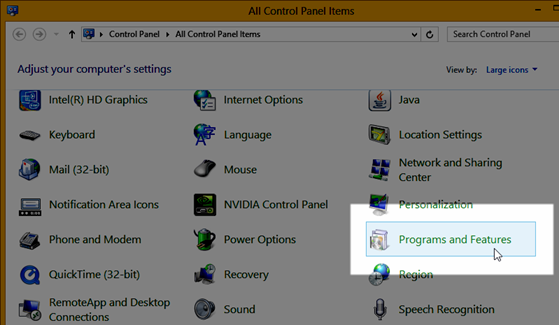 All Control Panel Items
Control Panel All Control Panel Items
Search Control Panel
Adjust your computer's settings
View by: Large icons
Intel(R) HD Graphics
Internet Options
Java
Keyboard
Language
Location Settings
Mail (32-bit)
Mouse
Network and Sharing
Center
Notification Area Icons
NVIDIA Control Panel
Personalization
Phone and Modem
Power Options
Programs and Features
QuickTime (32-bit)
Recovery
Region
RemoteApp and Desktop
Connections
Sound
Speech Recognition